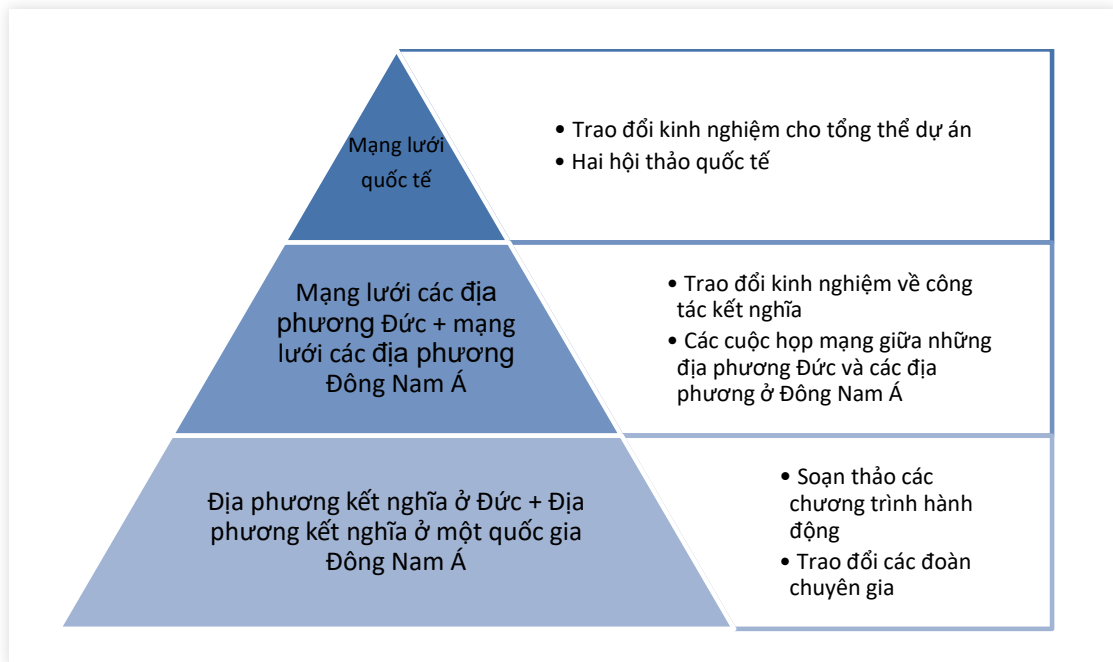 Mạng lưới
quốc tế
• Trao đổi kinh nghiệm cho tổng thể dự án
• Hai hội thảo quốc tế
Mạng lưới các địa
phương Đức + mạng
lưới các địa phương
Đông Nam Á
• Trao đổi kinh nghiệm về công
tác kết nghĩa
• Các cuộc họp mạng giữa những
địa phương Đức và các địa
phương ở Đông Nam Á
Địa phương kết nghĩa ở Đức + Địa
phương kết nghĩa ở một quốc gia
Đông Nam Á
• Soạn thảo các
chương trình hành
động
• Trao đổi các đoàn
chuyên gia